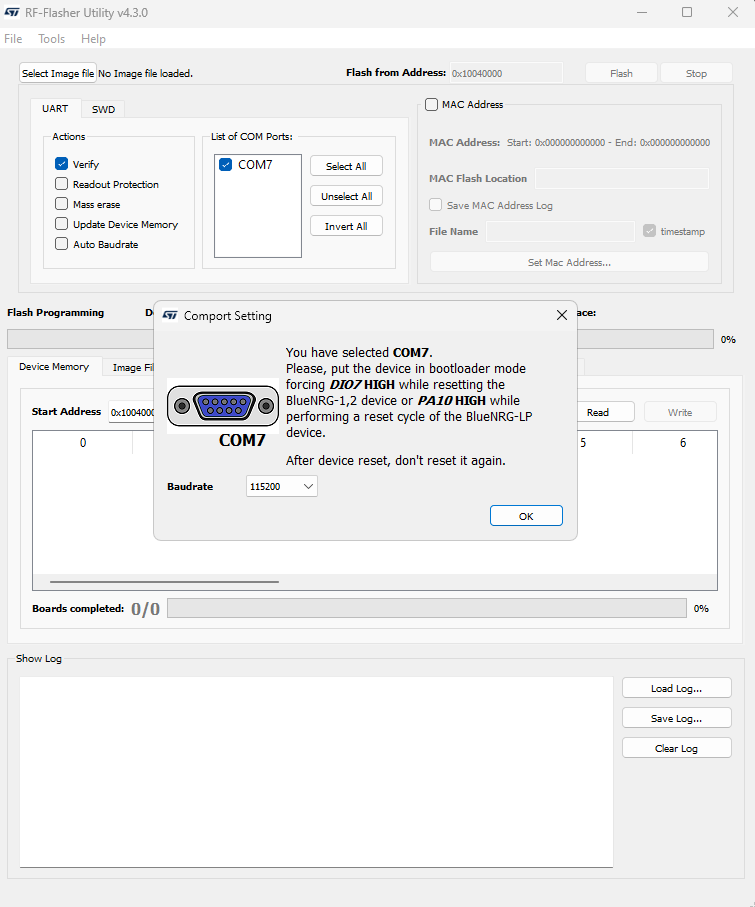 RF-Flasher Utility v4.3.0
File Tools Help
Select Image file No Image file loaded. Flash from Address: 0x10040000 Flash Stop
UART SWD
MAC Address
Actions
List of COM Ports:
Verify
COM7
Select All
MAC Address: Start: 0x000000000000 - End: 0x000000000000
Readout Protection
MAC Flash Location
Mass erase
Unselect All
Save MAC Address Log
Update Device Memory
Invert All
File Name
timestamp
Auto Baudrate
Set Mac Address...
Flash Programming
ace:
0%
Device Memory
Image Fi
Comport Setting
You have selected COM7.
Please, put the device in bootloader mode
forcing DIO7 HIGH while resetting the
BlueNRG-1,2 device or PA10 HIGH while
performing a reset cycle of the BlueNRG-LP
device.
COM7
After device reset, don't reset it again.
Baudrate
115200
OK
Start Address 0x104000
Read Write
0 5 6
Boards completed: 0/0
0%
Show Log
Load Log...
Save Log...
Clear Log